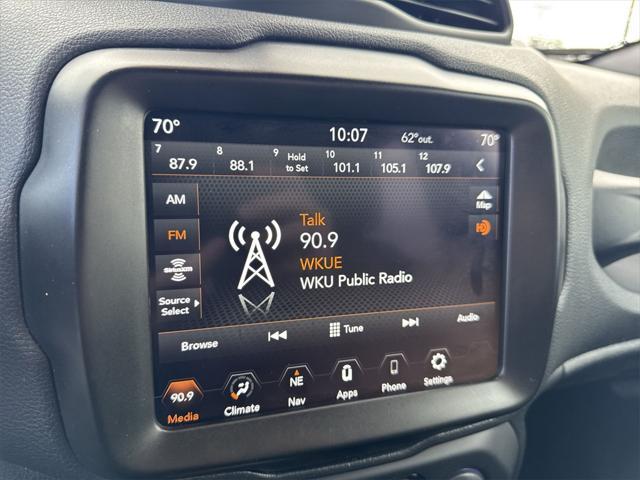 70° 10:07 62°out. 70°
7 87.9 8 88.1 9 Hold to Set 10 101.1 11 105.1 12 107.9
AM
Map
FM
HD
Talk
90.9
WKUE
WKU Public Radio
SiriusXM
Source
Select
Browse Tune Audio
90.9 NE
Media Climate Nav Apps Phone Settings